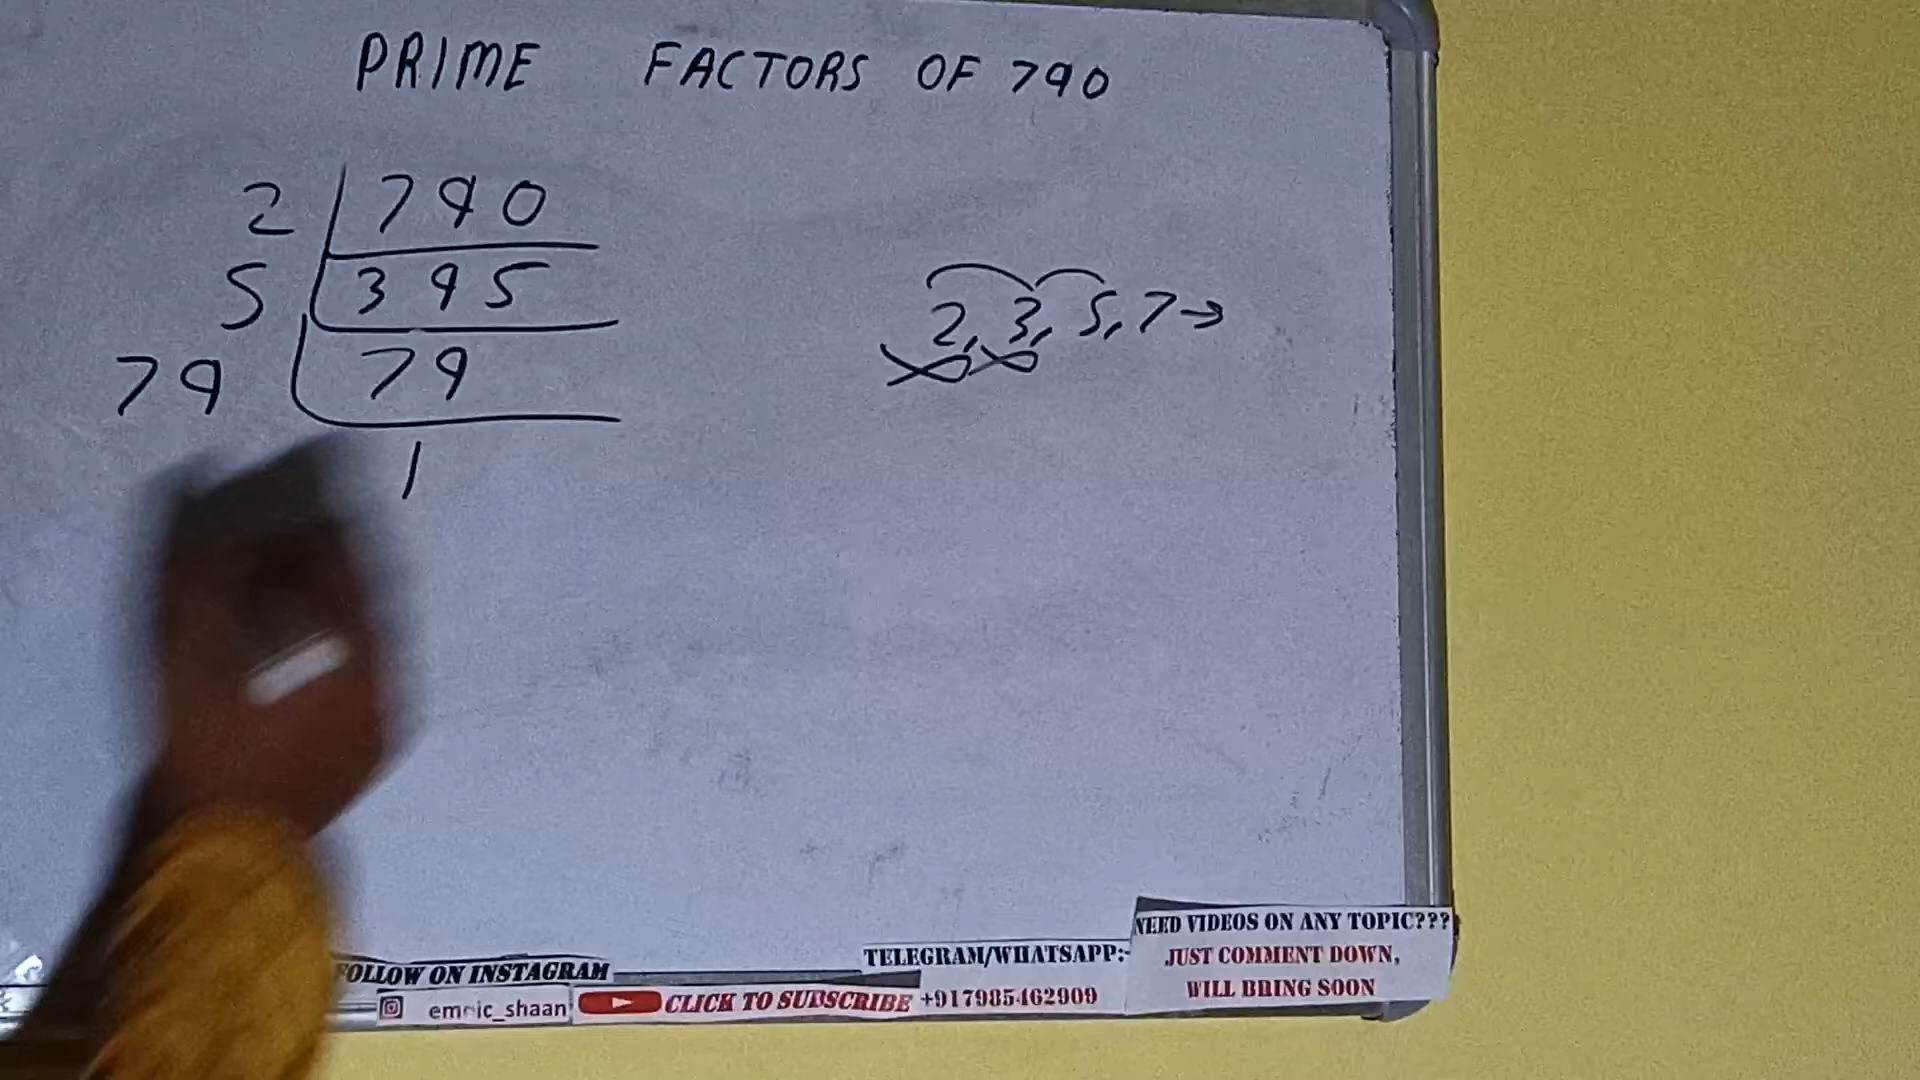 PRIME FACTORS OF 790
2 790
5 395
79 79
1
2, 3, 5, 7→
NEED VIDEOS ON ANY TOPIC???
JUST COMMENT DOWN,
WILL BRING SOON
TELEGRAM/WHATSAPP:-
+917985462909
FOLLOW ON INSTAGRAM
CLICK TO SUBSCRIBE